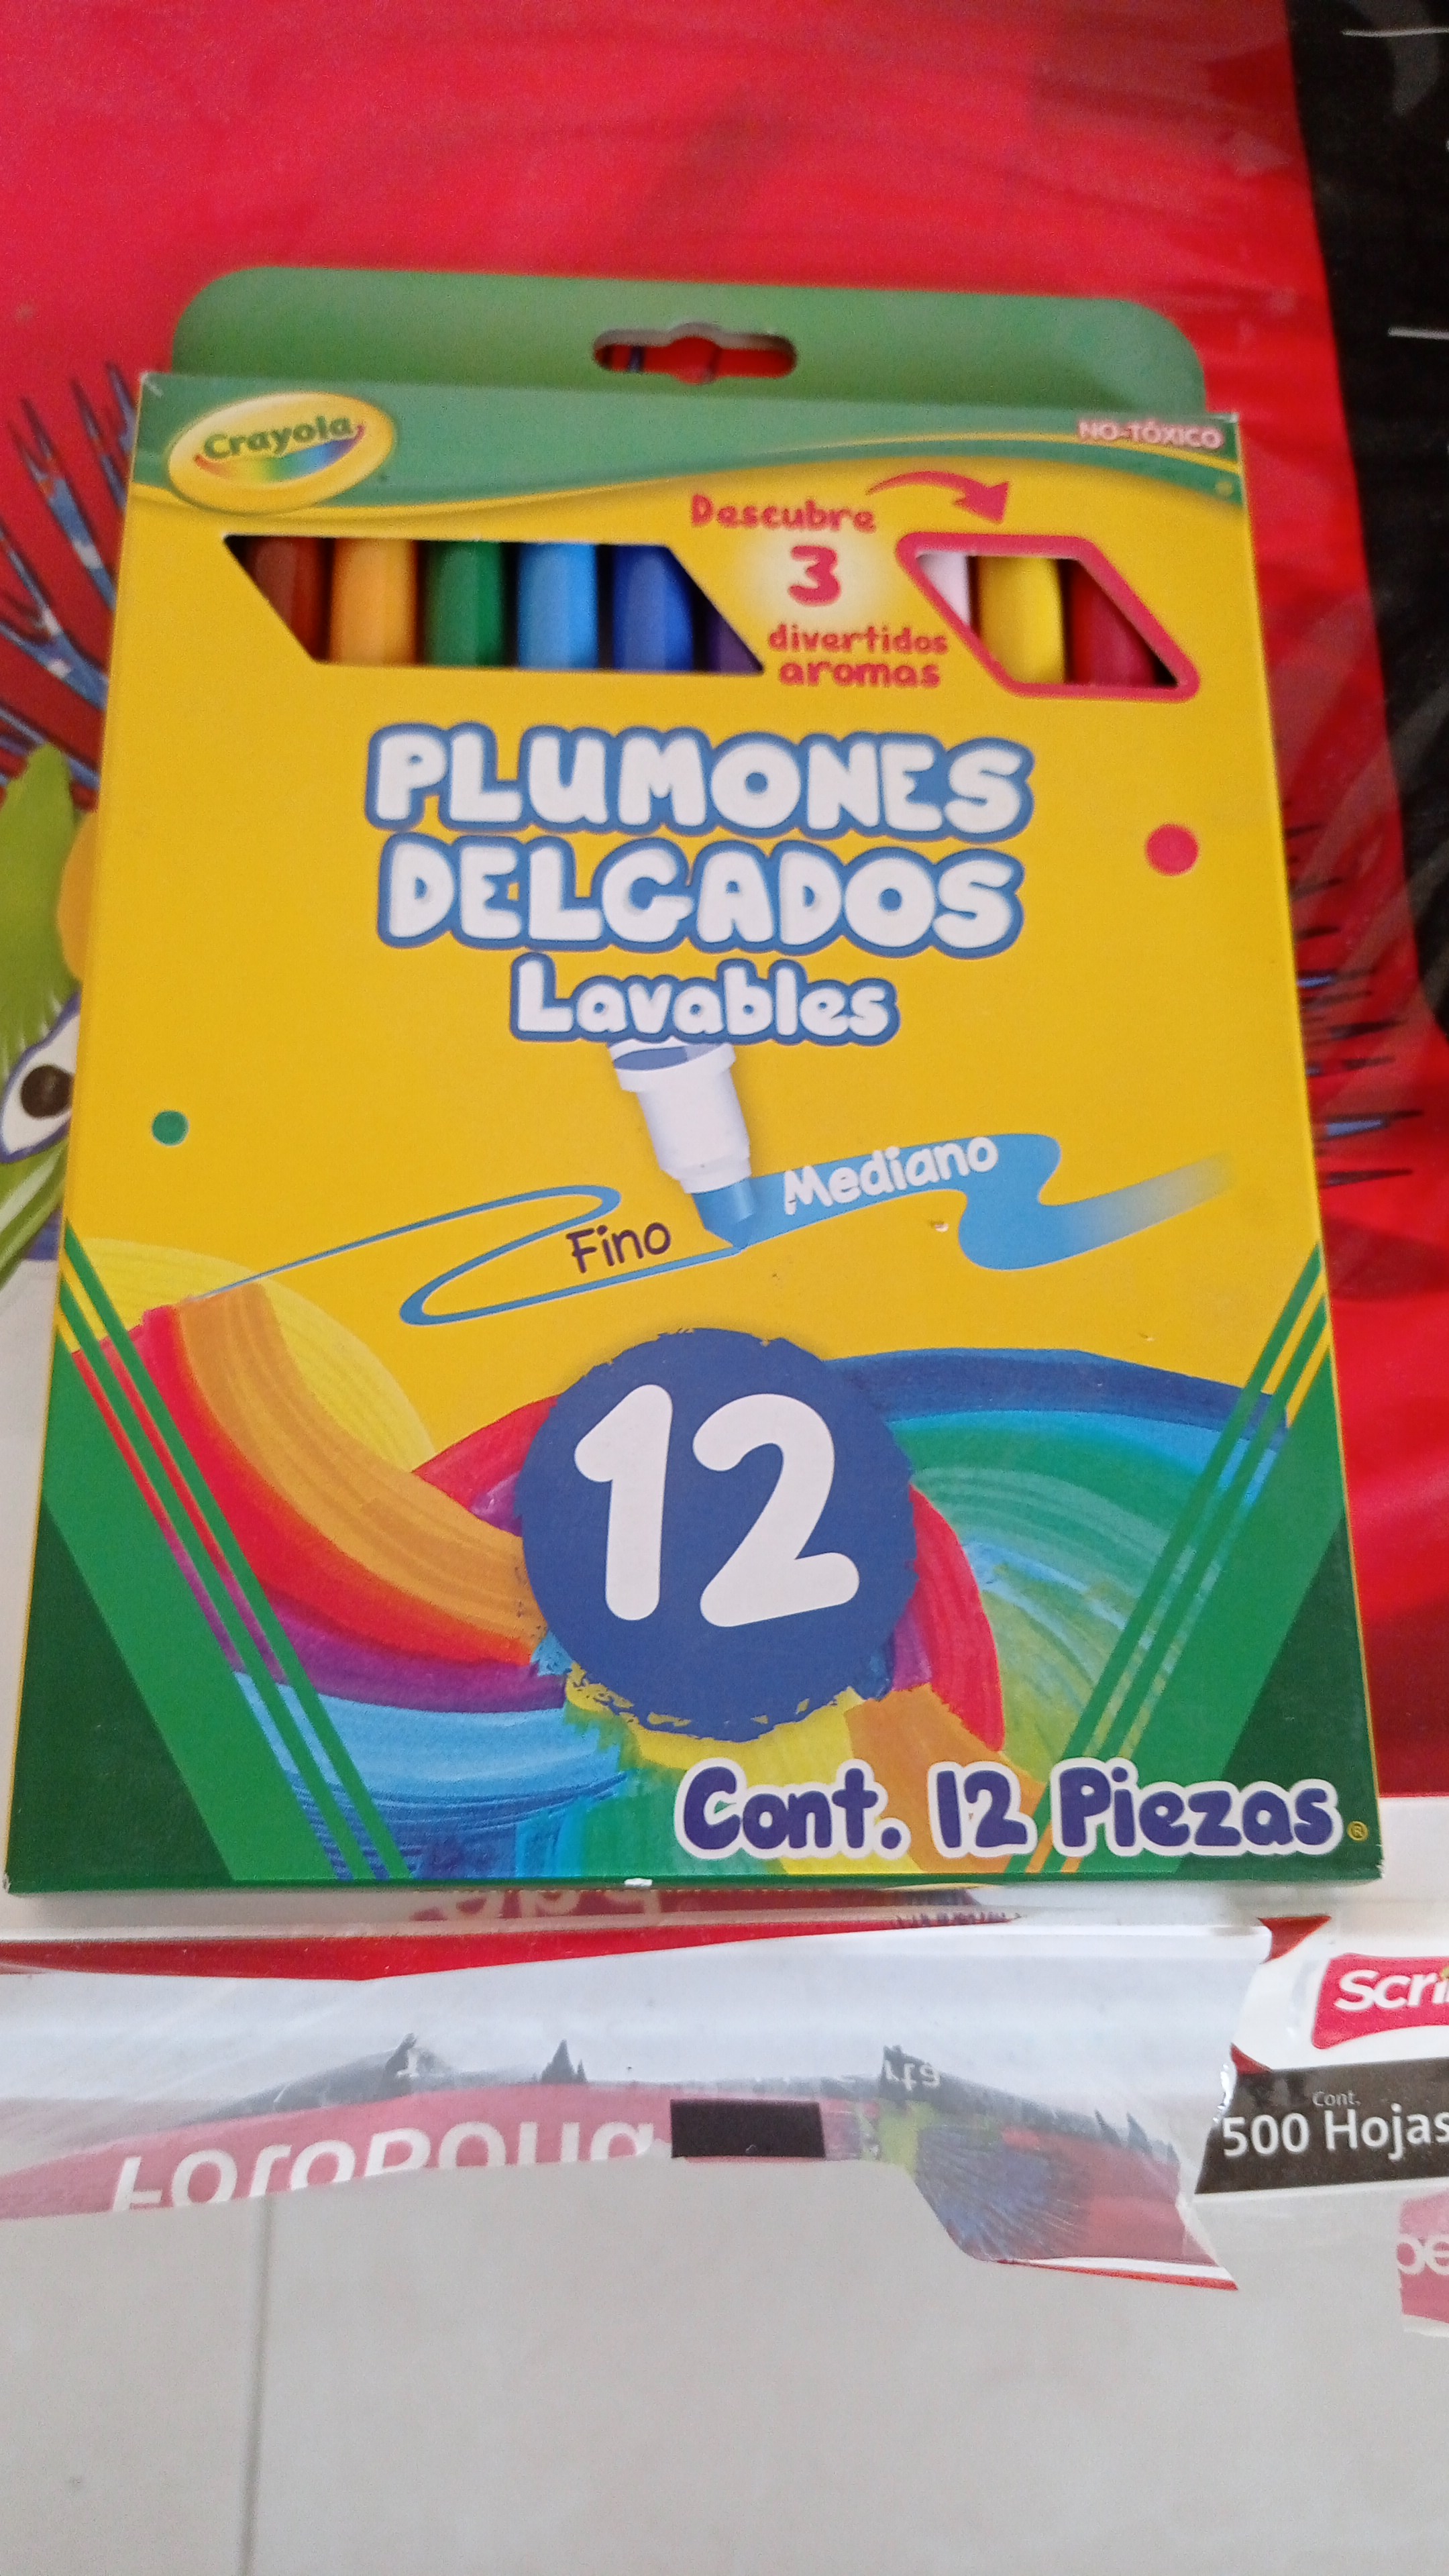 Crayola
NO-TÓXICO
Descubre
3
divertidos
aromas
PLUMONES
DELGADOS
Lavables
Mediano
Fino
12
Cont. 12 Piezas
Cont.
500 Hojas